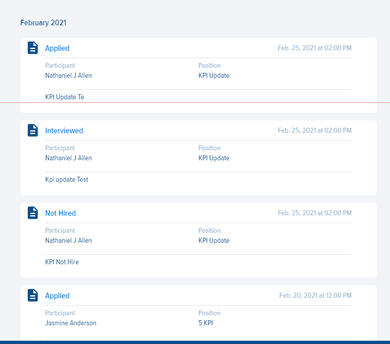 February 2021
Applied
Feb. 25, 2021 at 02:00 PM
Participant
Position
Nathaniel J Allen
KPI Update
KPI Update Te
Interviewed
Feb. 25, 2021 at 02:00 PM
Participant
Position
Nathaniel J Allen
KPI Update
Kpi update Test
Not Hired
Feb. 25, 2021 at 02:00 PM
Participant
Position
Nathaniel J Allen
KPI Update
KPI Not Hire
Applied
Feb. 20, 2021 at 12:00 PM
Participant
Position
Jasmine Anderson
5 KPI